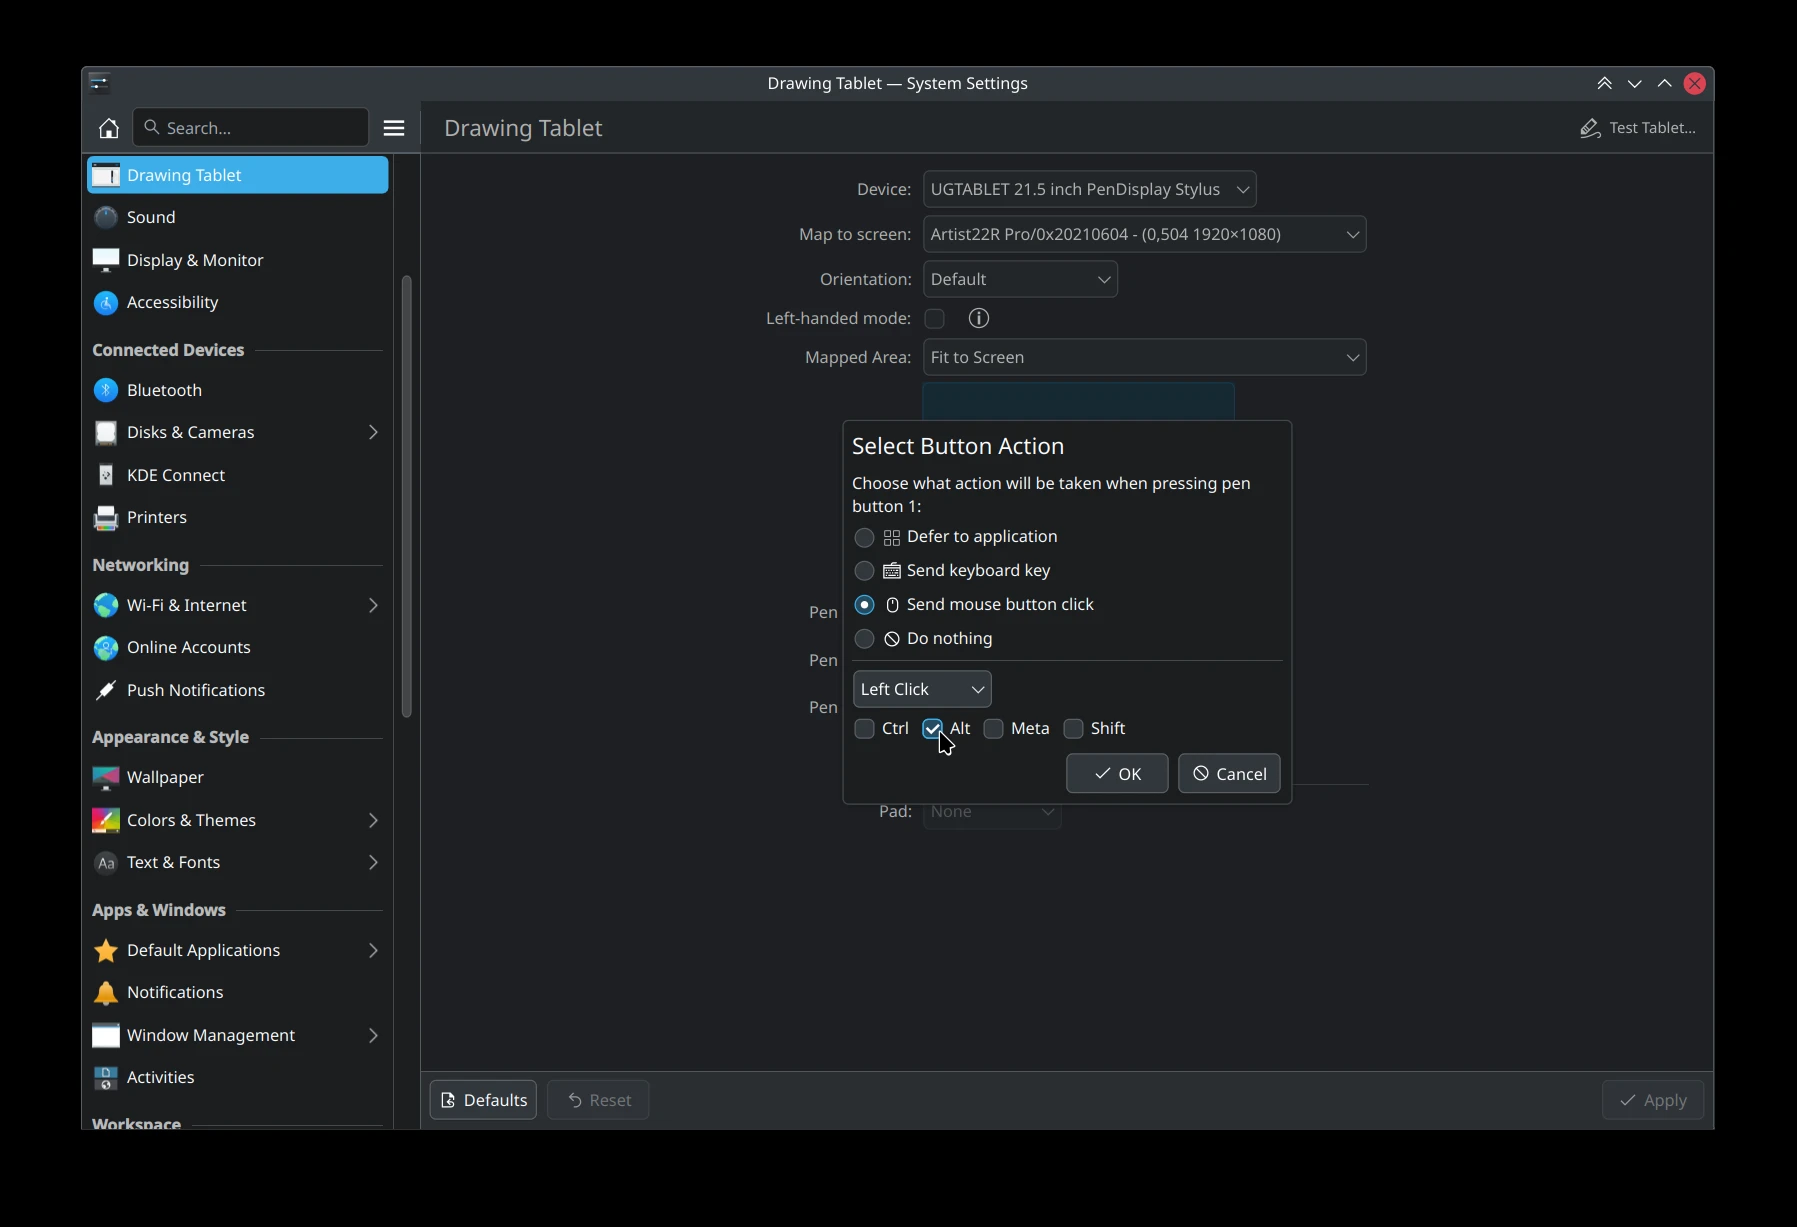 Drawing Tablet — System Settings
Search...
Drawing Tablet
Test Tablet...
Drawing Tablet
Sound
Display & Monitor
Accessibility
Connected Devices
Bluetooth
Disks & Cameras
KDE Connect
Printers
Networking
Wi-Fi & Internet
Online Accounts
Push Notifications
Appearance & Style
Wallpaper
Colors & Themes
Aa Text & Fonts
Apps & Windows
Default Applications
Notifications
Window Management
Activities
Workspace
Device: UGTABLET 21.5 inch PenDisplay Stylus
Map to screen: Artist22R Pro/0x20210604 - (0,504 1920×1080)
Orientation: Default
Left-handed mode:
Mapped Area: Fit to Screen
Select Button Action
Choose what action will be taken when pressing pen
button 1:
Defer to application
Send keyboard key
Pen
Send mouse button click
Do nothing
Pen
Left Click
Pen
Ctrl Alt Meta Shift
OK Cancel
Pad: None
Defaults Reset Apply